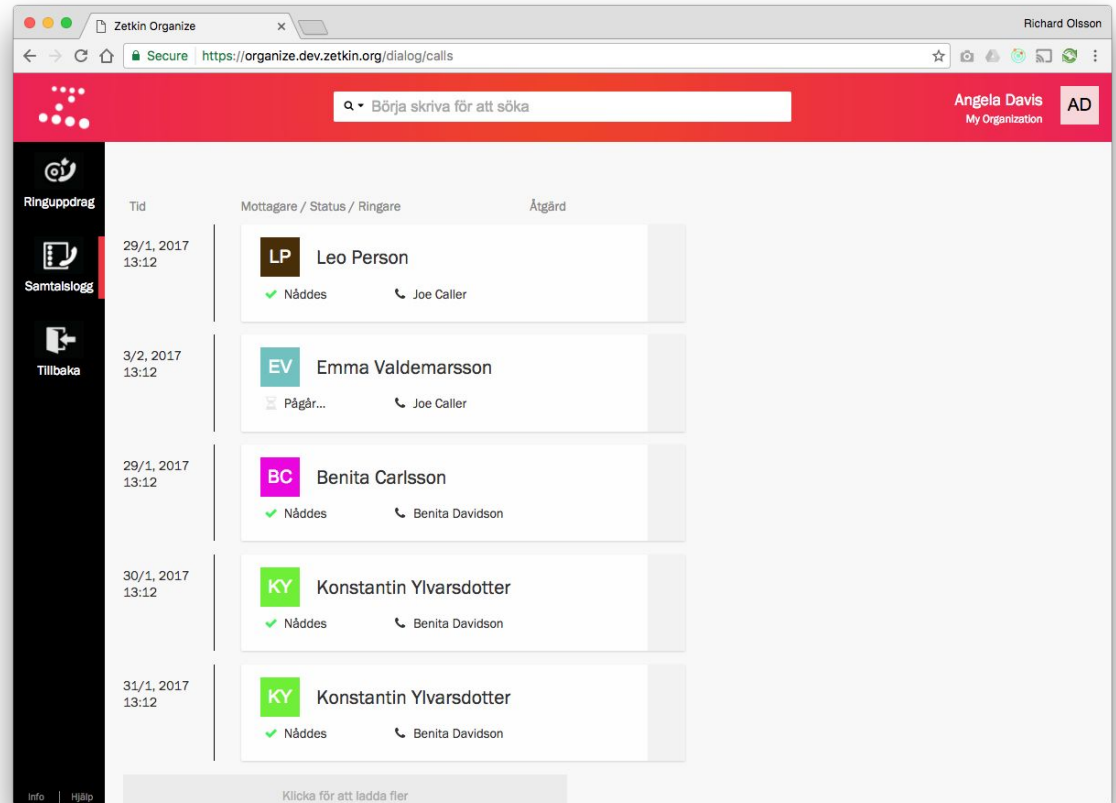 Zetkin Organize
Richard Olsson
Secure https://organize.dev.zetkin.org/dialog/calls
Börja skriva för att söka
Angela Davis
My Organization
AD
Ringuppdrag
Samtalslogg
Tillbaka
Tid Mottagare / Status / Ringare Åtgärd
29/1, 2017
13:12
LP Leo Person
Nåddes Joe Caller
3/2, 2017
13:12
EV Emma Valdemarsson
Pågår... Joe Caller
29/1, 2017
13:12
BC Benita Carlsson
Nåddes Benita Davidson
30/1, 2017
13:12
KY Konstantin Ylvarsdotter
Nåddes Benita Davidson
31/1, 2017
13:12
KY Konstantin Ylvarsdotter
Nåddes Benita Davidson
Klicka för att ladda fler
Info | Hjälp